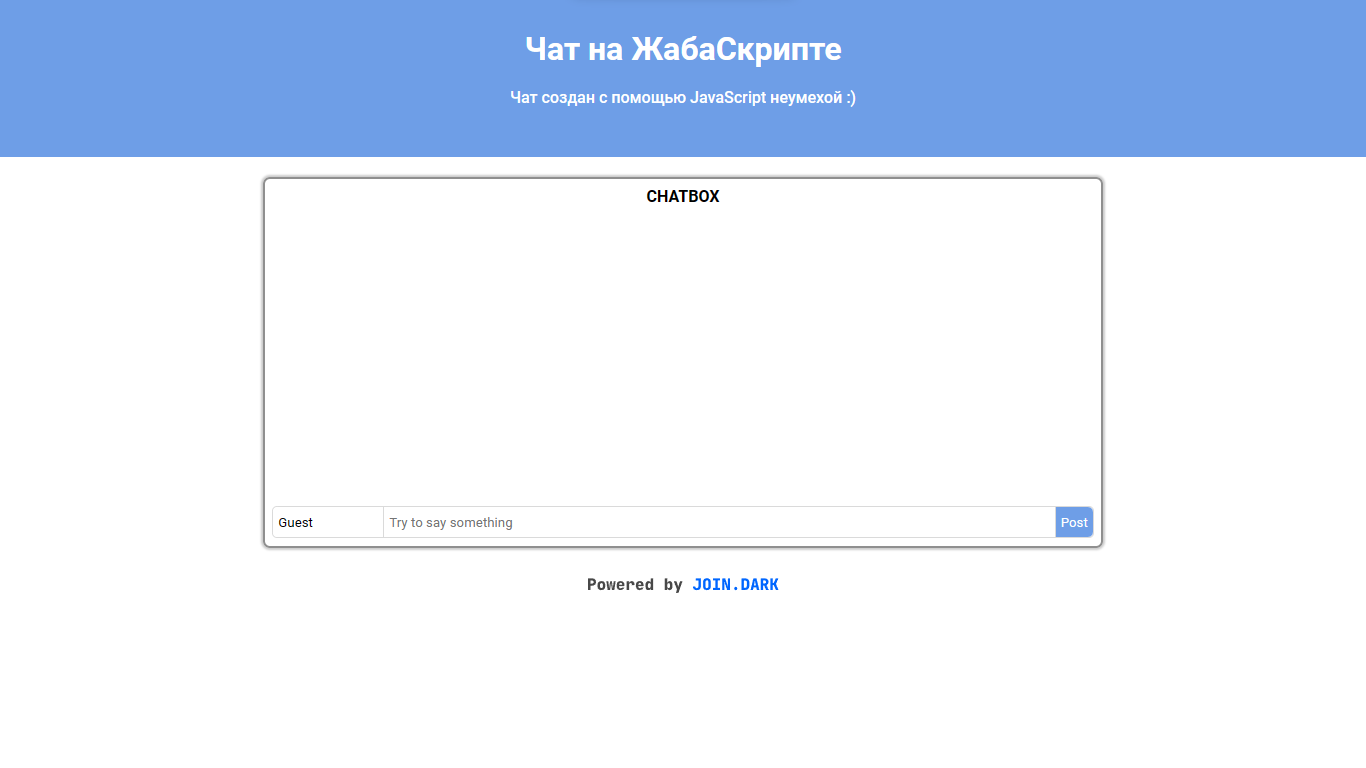 Чат на ЖабаСкрипте
Чат создан с помощью JavaScript неумехой :)
CHATBOX
Guest Try to say something Post
Powered by JOIN.DARK